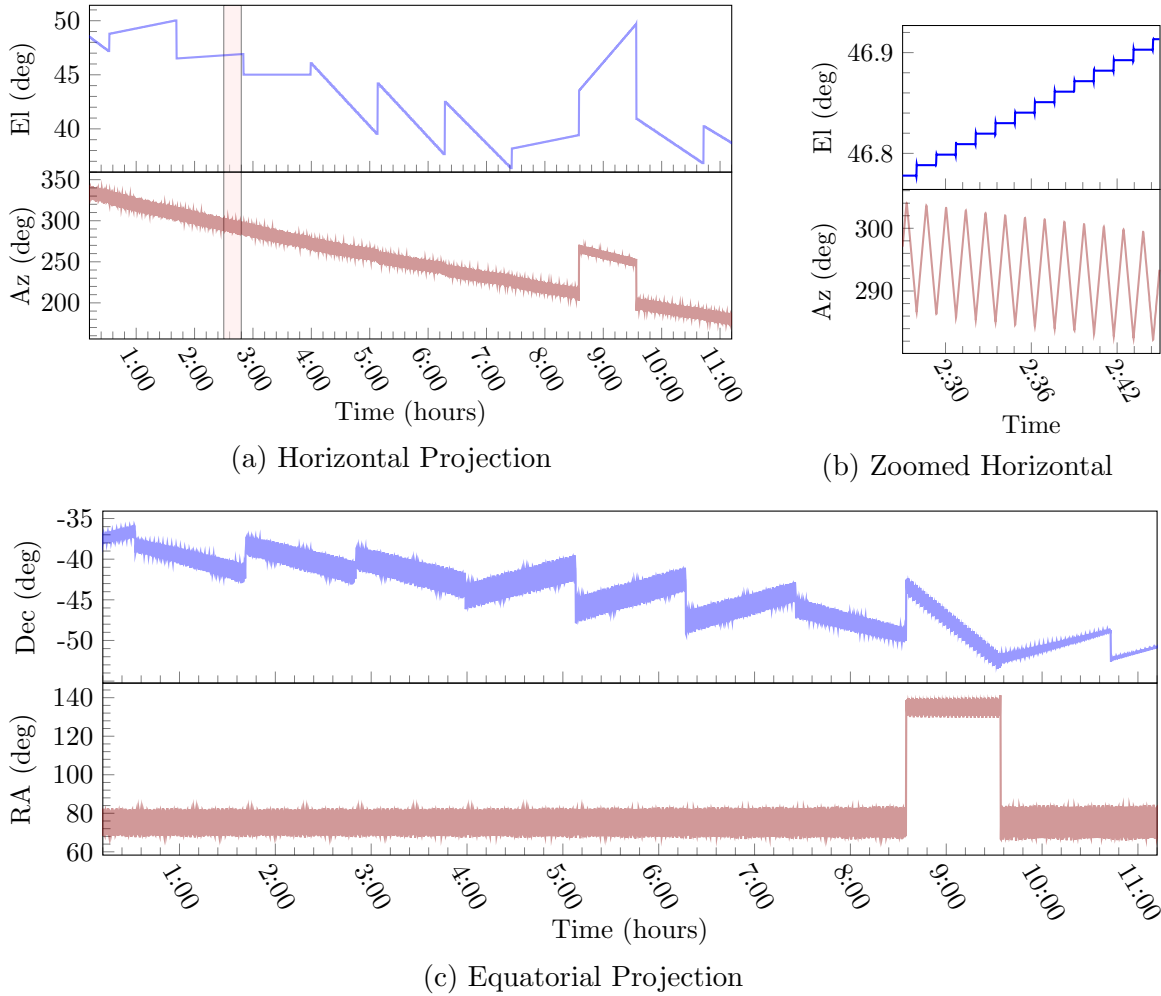 50
45
40
El (deg)
350
300
250
200
Az (deg)
1:00 2:00 3:00 4:00 5:00 6:00 7:00 8:00 9:00 10:00 11:00
Time (hours)
(a) Horizontal Projection
46.9
46.8
El (deg)
300
290
Az (deg)
2:30 2:36 2:42
Time
(b) Zoomed Horizontal
-35
-40
-45
-50
Dec (deg)
140
120
100
80
60
RA (deg)
1:00 2:00 3:00 4:00 5:00 6:00 7:00 8:00 9:00 10:00 11:00
Time (hours)
(c) Equatorial Projection